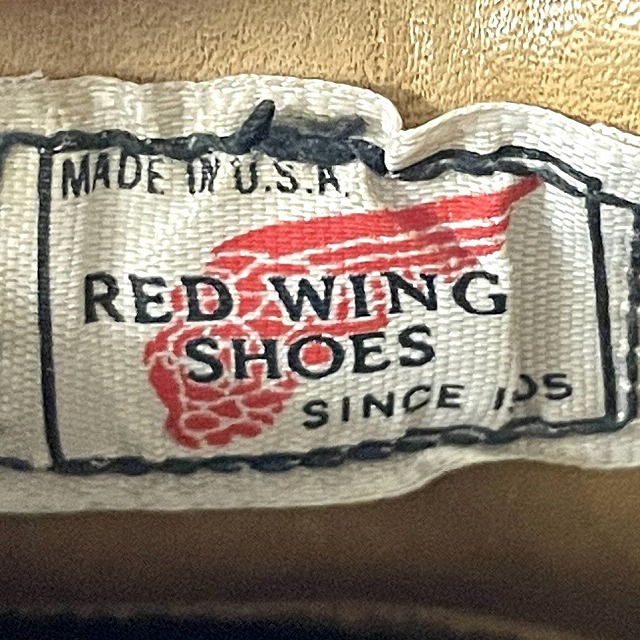 MADE IN U.S.A.
RED WING
SHOES
SINCE